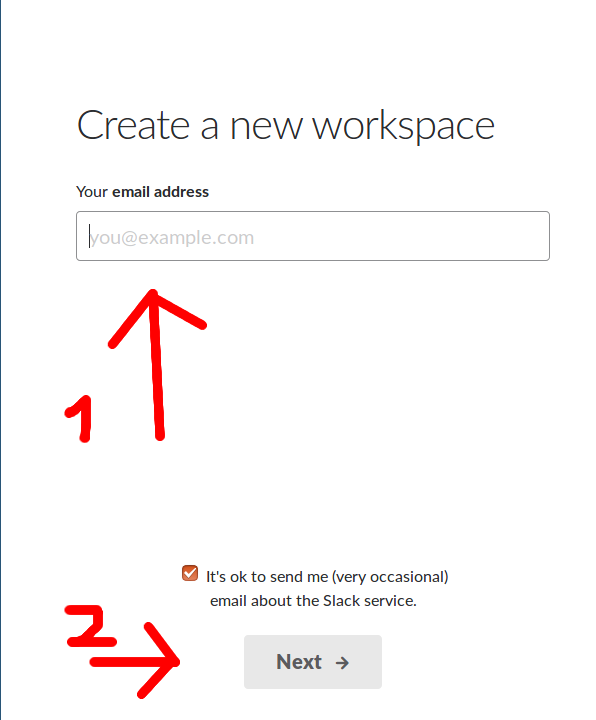 Create a new workspace
Your email address
you@example.com
1
It's ok to send me (very occasional)
email about the Slack service.
2
Next →